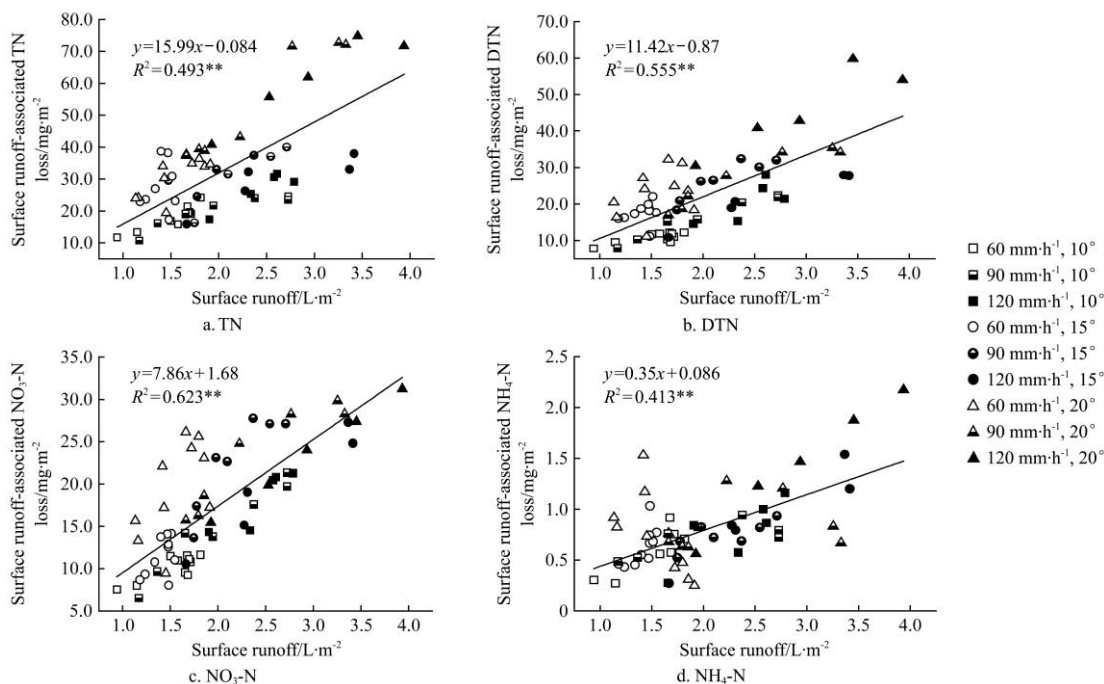 80.0
70.0
60.0
50.0
40.0
30.0
20.0
10.0
Surface runoff-associated TN
loss/mg·m⁻²
y=15.99x−0.084
R²=0.493**
1.0 1.5 2.0 2.5 3.0 3.5 4.0
Surface runoff/L·m⁻²
a. TN
70.0
60.0
50.0
40.0
30.0
20.0
10.0
0.0
Surface runoff-associated DTN
loss/mg·m⁻²
y=11.42x−0.87
R²=0.555**
1.0 1.5 2.0 2.5 3.0 3.5 4.0
Surface runoff/L·m⁻²
b. DTN
35.0
30.0
25.0
20.0
15.0
10.0
5.0
Surface runoff-associated NO₃-N
loss/mg·m⁻²
y=7.86x+1.68
R²=0.623**
1.0 1.5 2.0 2.5 3.0 3.5 4.0
Surface runoff/L·m⁻²
c. NO₃-N
2.5
2.0
1.5
1.0
0.5
0
Surface runoff-associated NH₄-N
loss/mg·m⁻²
y=0.35x+0.086
R²=0.413**
1.0 1.5 2.0 2.5 3.0 3.5 4.0
Surface runoff/L·m⁻²
d. NH₄-N
60 mm·h⁻¹, 10°
90 mm·h⁻¹, 10°
120 mm·h⁻¹, 10°
60 mm·h⁻¹, 15°
90 mm·h⁻¹, 15°
120 mm·h⁻¹, 15°
60 mm·h⁻¹, 20°
90 mm·h⁻¹, 20°
120 mm·h⁻¹, 20°